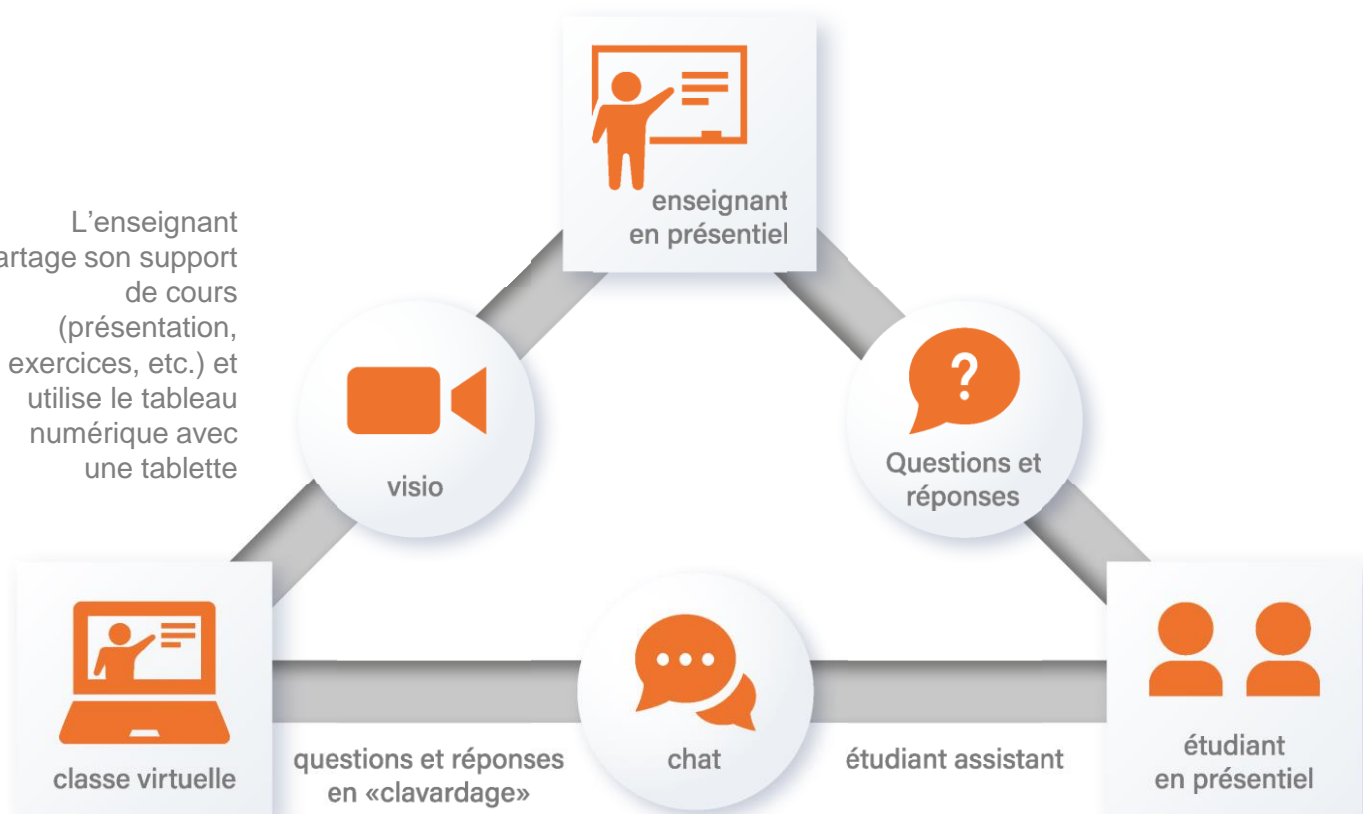 enseignant
en présentiel
L'enseignant
artage son support
de cours
(présentation,
exercices, etc.) et
utilise le tableau
numérique avec
une tablette
visio
?
Questions et
réponses
classe virtuelle
questions et réponses
en «clavardage»
chat
étudiant assistant
étudiant
en présentiel